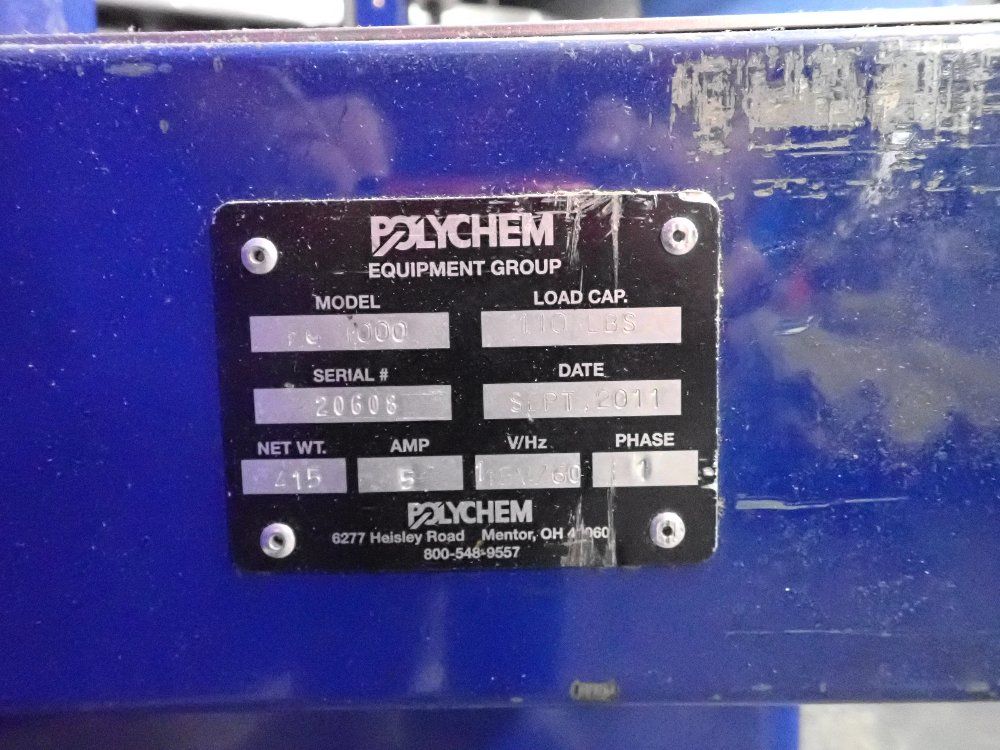 POLYCHEM
EQUIPMENT GROUP
MODEL LOAD CAP.
1000 110 LBS
SERIAL # DATE
20606 SEPT, 2011
NET WT. AMP V/Hz PHASE
415 5 1
POLYCHEM
6277 Heisley Road Mentor, OH
800-548-9557